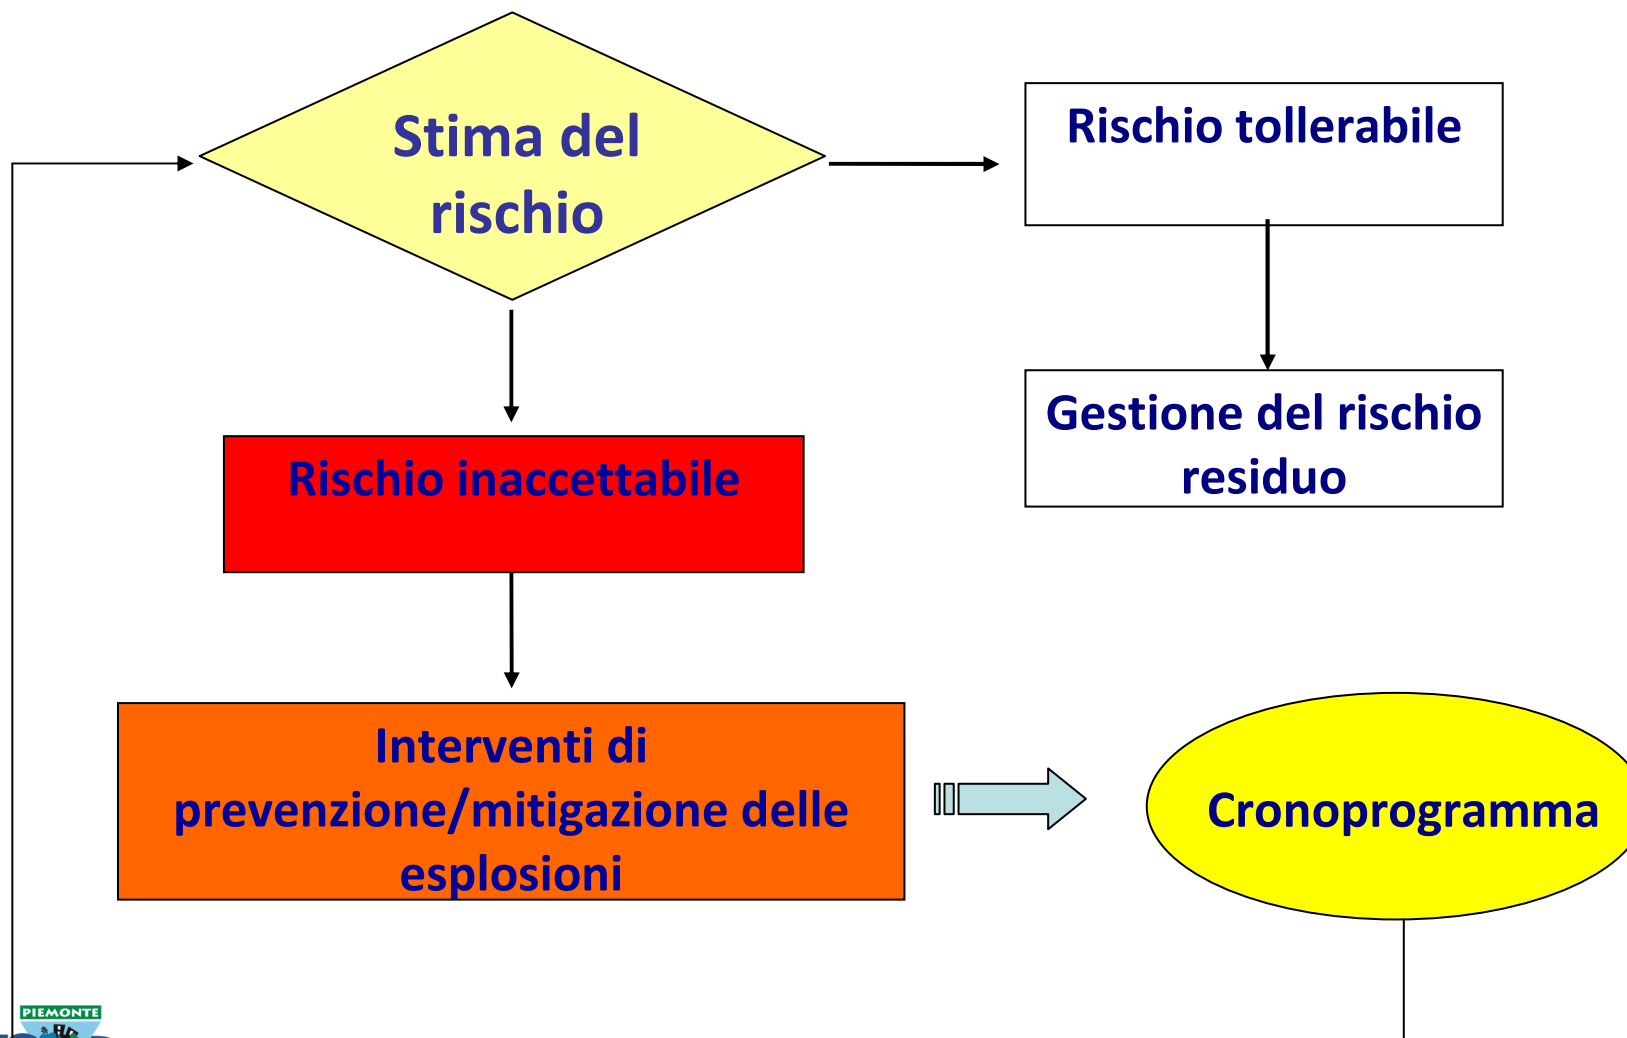 Stima del
rischio
Rischio tollerabile
Gestione del rischio
residuo
Rischio inaccettabile
Interventi di
prevenzione/mitigazione delle
esplosioni
Cronoprogramma
PIEMONTE